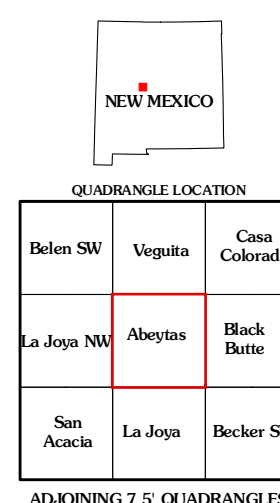 NEW MEXICO
QUADRANGLE LOCATION
Belen SW
Veguita
Casa
Colorad
La Joya NW
Abeytas
Black
Butte
San
Acacia
La Joya
Becker S
ADJOINING 7.5' QUADRANGLES